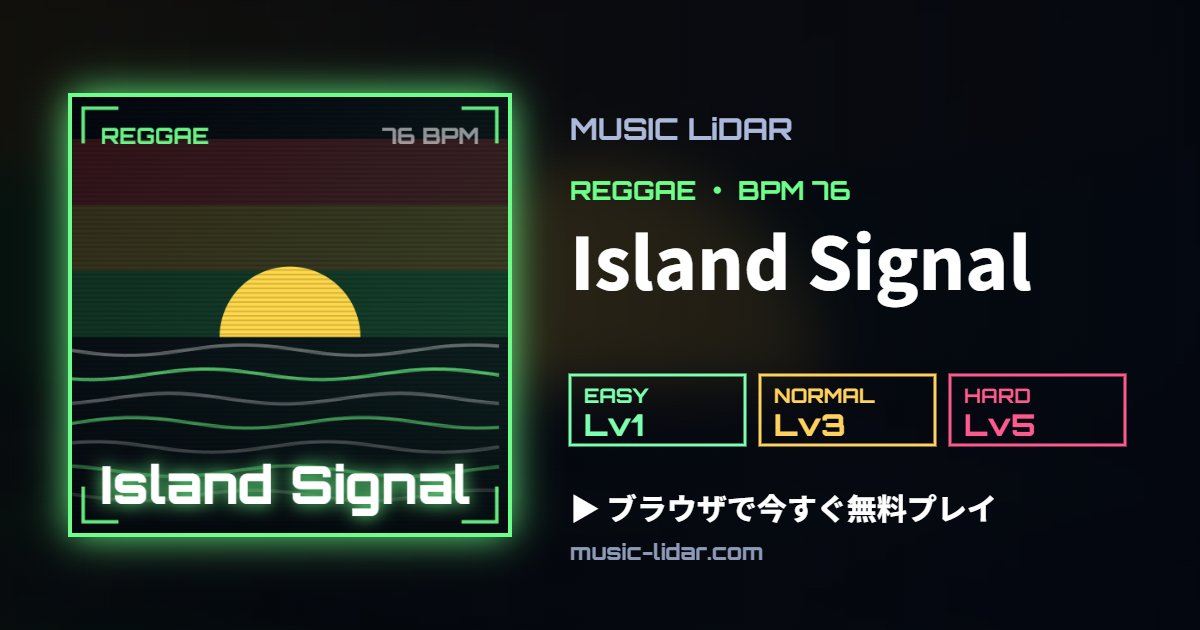 REGGAE 76 BPM
Island Signal
MUSIC LiDAR
REGGAE ・ BPM 76
Island Signal
EASY
Lv1
NORMAL
Lv3
HARD
Lv5
▶ ブラウザで今すぐ無料プレイ
music-lidar.com